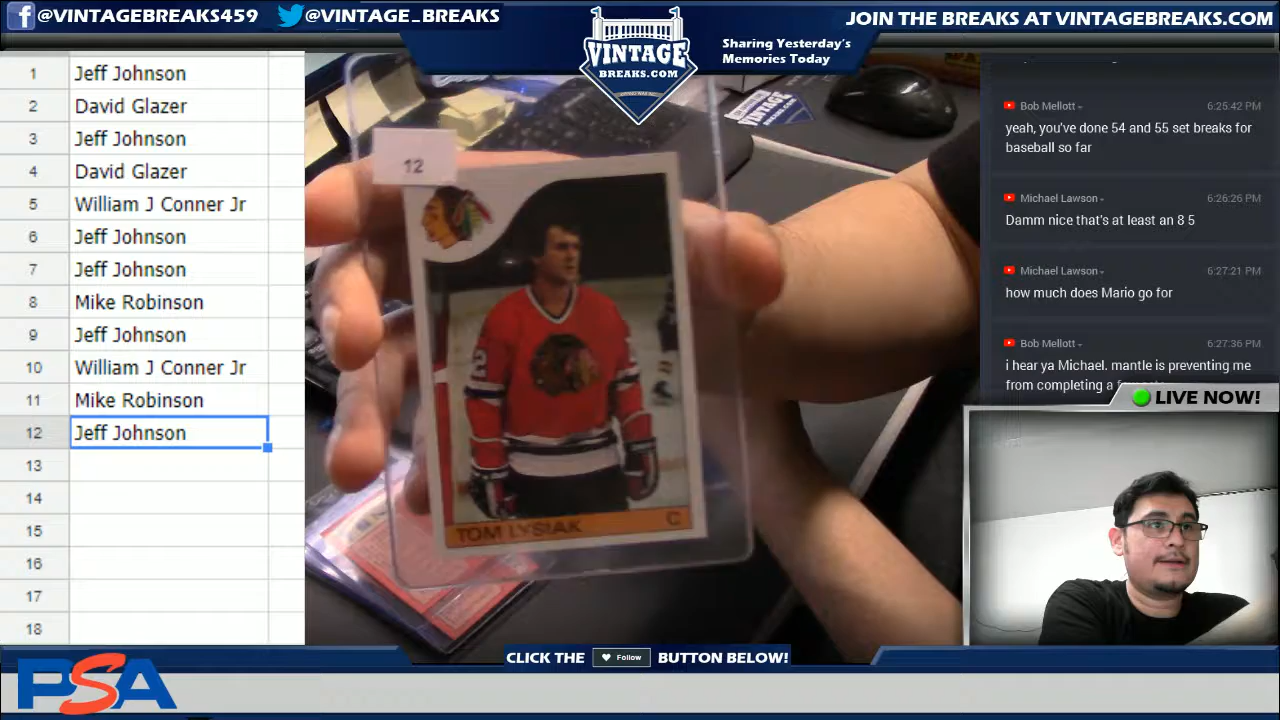 @VINTAGEBREAKS459 @VINTAGE_BREAKS
JOIN THE BREAKS AT VINTAGEBREAKS.COM
VINTAGE
BREAKS.COM
Sharing Yesterday's
Memories Today
1 Jeff Johnson
2 David Glazer
3 Jeff Johnson
4 David Glazer
5 William J Conner Jr
6 Jeff Johnson
7 Jeff Johnson
8 Mike Robinson
9 Jeff Johnson
10 William J Conner Jr
11 Mike Robinson
12 Jeff Johnson
13
14
15
16
17
18
12
TOM LYSIAK C
VINTAGE
Bob Mellott 6:25:42 PM
yeah, you've done 54 and 55 set breaks for
baseball so far
Michael Lawson 6:26:26 PM
Damm nice that's at least an 8 5
Michael Lawson 6:27:21 PM
how much does Mario go for
Bob Mellott 6:27:36 PM
i hear ya Michael. mantle is preventing me
from completing a
LIVE NOW!
CLICK THE Follow BUTTON BELOW!
PSA